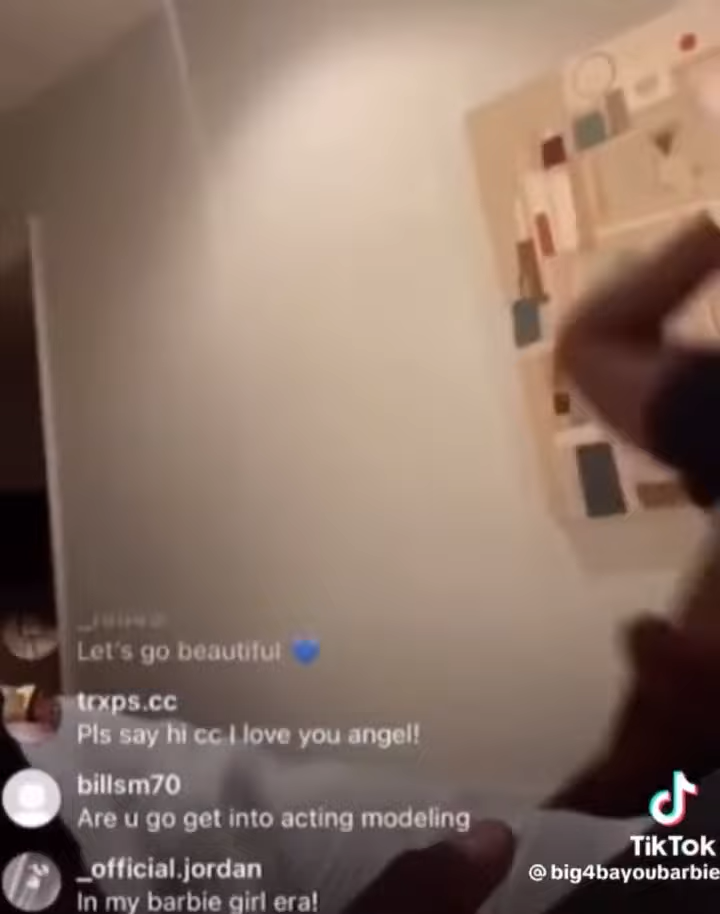 Let's go beautiful 💙
trxps.cc
Pls say hi cc I love you angel!
billsm70
Are u go get into acting modeling
_official.jordan
In my barbie girl era!
TikTok
@big4bayoubarbie